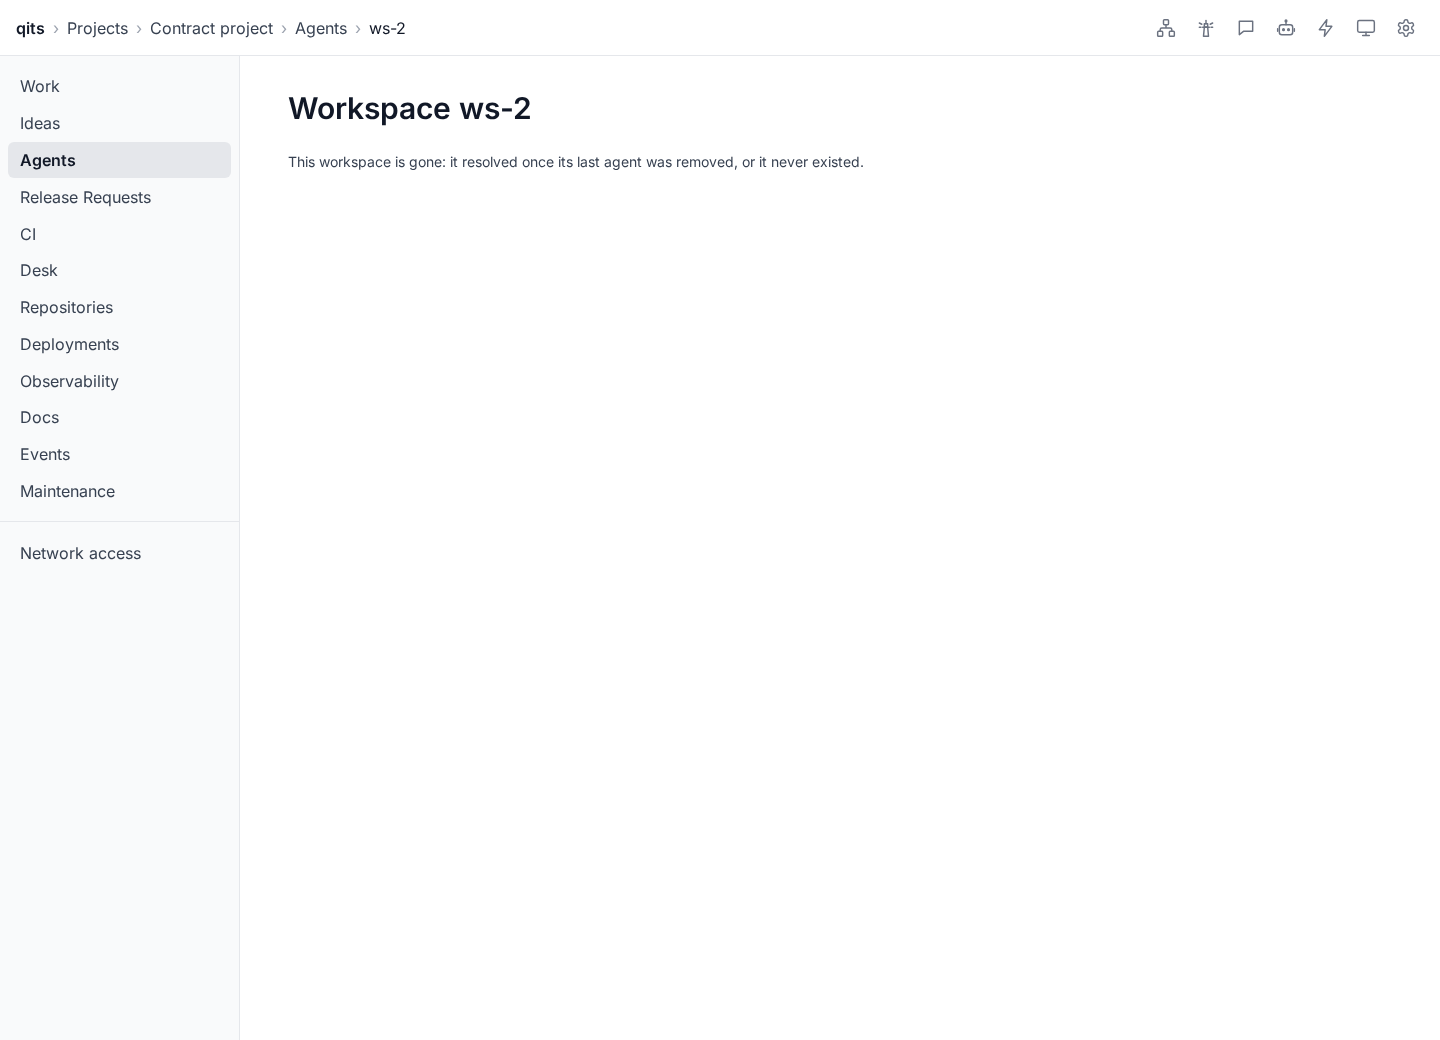 qits › Projects › Contract project › Agents › ws-2
Work
Ideas
Agents
Release Requests
CI
Desk
Repositories
Deployments
Observability
Docs
Events
Maintenance
Network access
Workspace ws-2
This workspace is gone: it resolved once its last agent was removed, or it never existed.